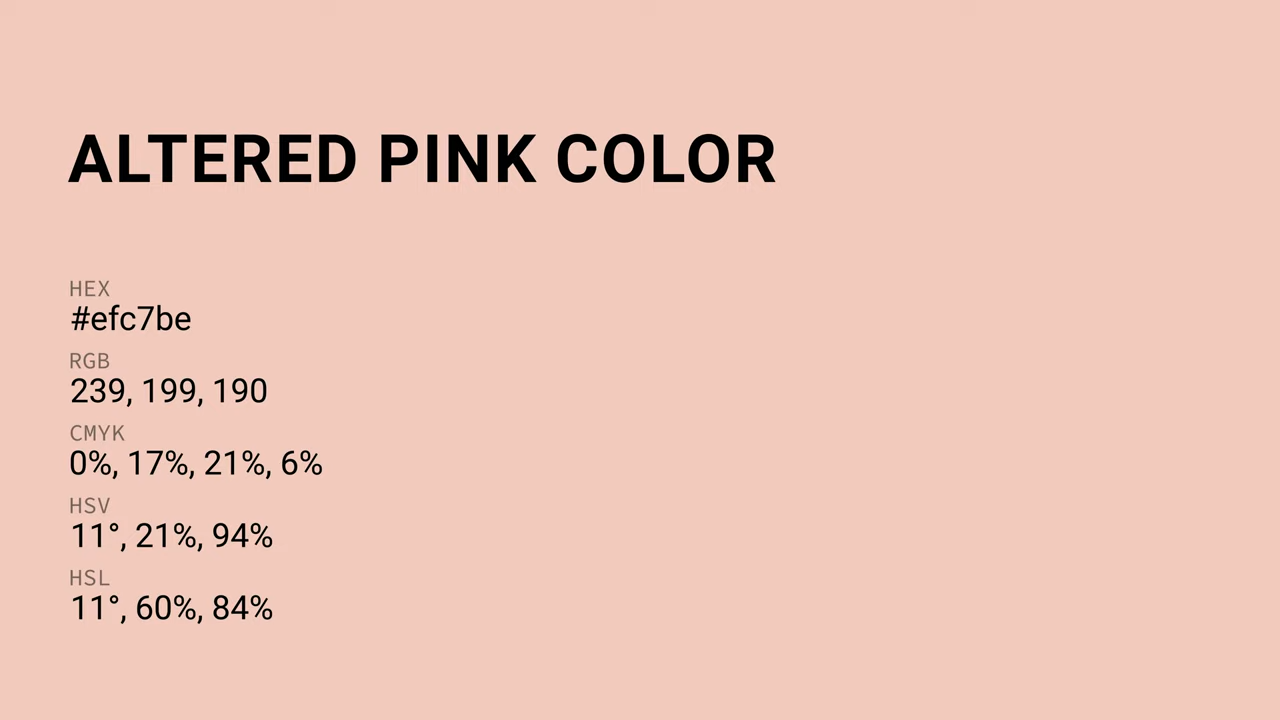 ALTERED PINK COLOR
HEX
#efc7be
RGB
239, 199, 190
CMYK
0%, 17%, 21%, 6%
HSV
11°, 21%, 94%
HSL
11°, 60%, 84%